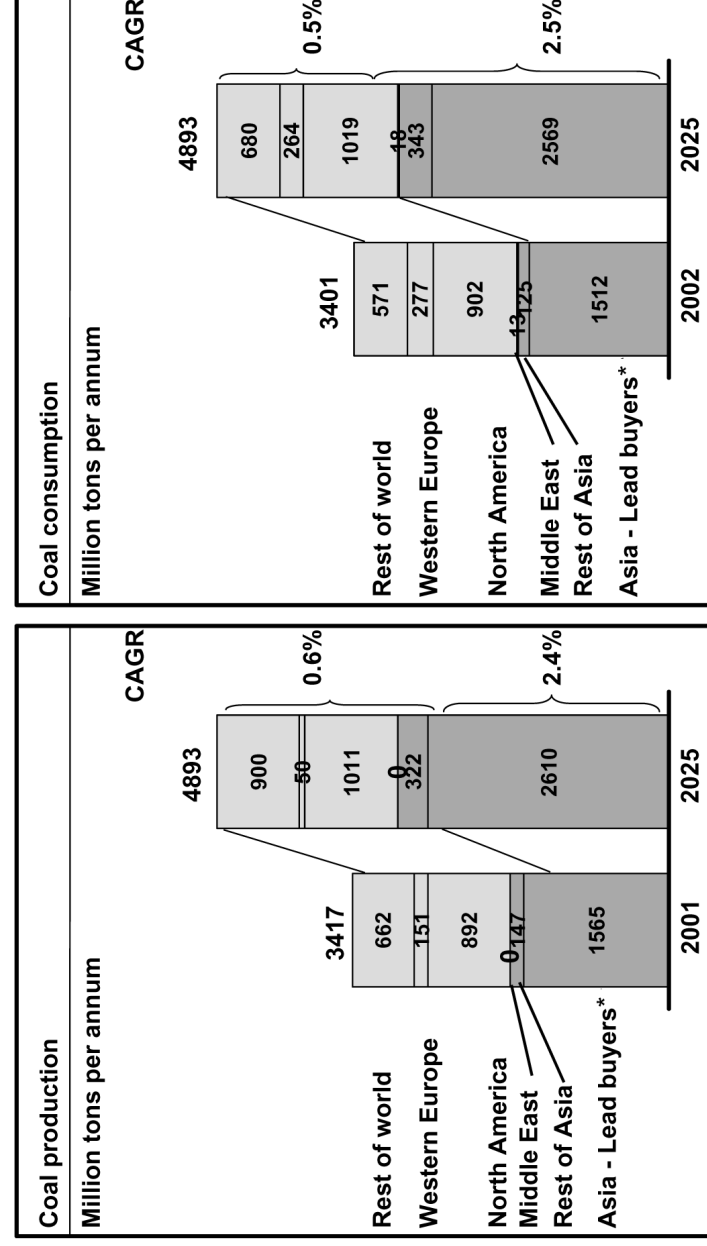 Coal production
Million tons per annum
CAGR
3417
4893
Rest of world
662
900
0.6%
Western Europe
151
50
North America
892
1011
Middle East
0
0
Rest of Asia
147
322
Asia - Lead buyers*
1565
2610
2.4%
2001
2025
Coal consumption
Million tons per annum
CAGR
3401
4893
Rest of world
571
680
0.5%
Western Europe
277
264
North America
902
1019
Middle East
13
18
Rest of Asia
125
343
Asia - Lead buyers*
1512
2569
2.5%
2002
2025